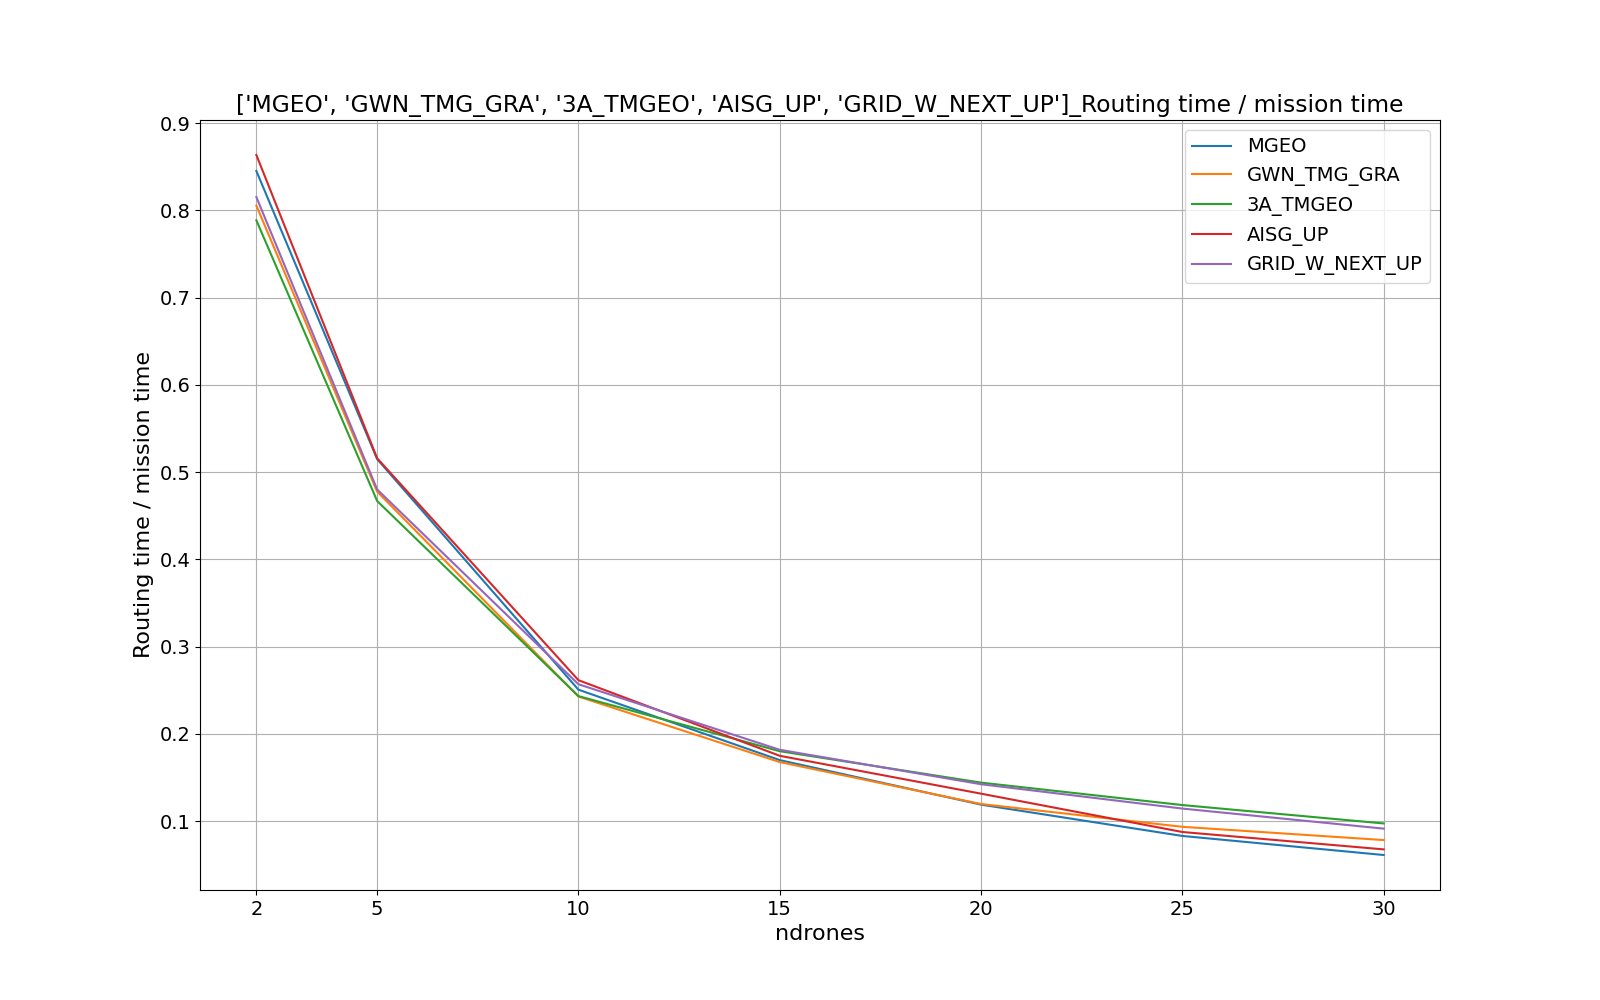 ['MGEO', 'GWN_TMG_GRA', '3A_TMGEO', 'AISG_UP', 'GRID_W_NEXT_UP']_Routing time / mission time
MGEO
GWN_TMG_GRA
3A_TMGEO
AISG_UP
GRID_W_NEXT_UP
Routing time / mission time
0.9
0.8
0.7
0.6
0.5
0.4
0.3
0.2
0.1
2 5 10 15 20 25 30
ndrones